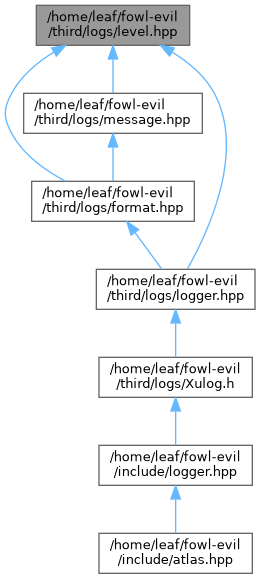 /home/leaf/fowl-evil
/third/logs/level.hpp
/home/leaf/fowl-evil
/third/logs/message.hpp
/home/leaf/fowl-evil
/third/logs/format.hpp
/home/leaf/fowl-evil
/third/logs/logger.hpp
/home/leaf/fowl-evil
/third/logs/Xulog.h
/home/leaf/fowl-evil
/include/logger.hpp
/home/leaf/fowl-evil
/include/atlas.hpp